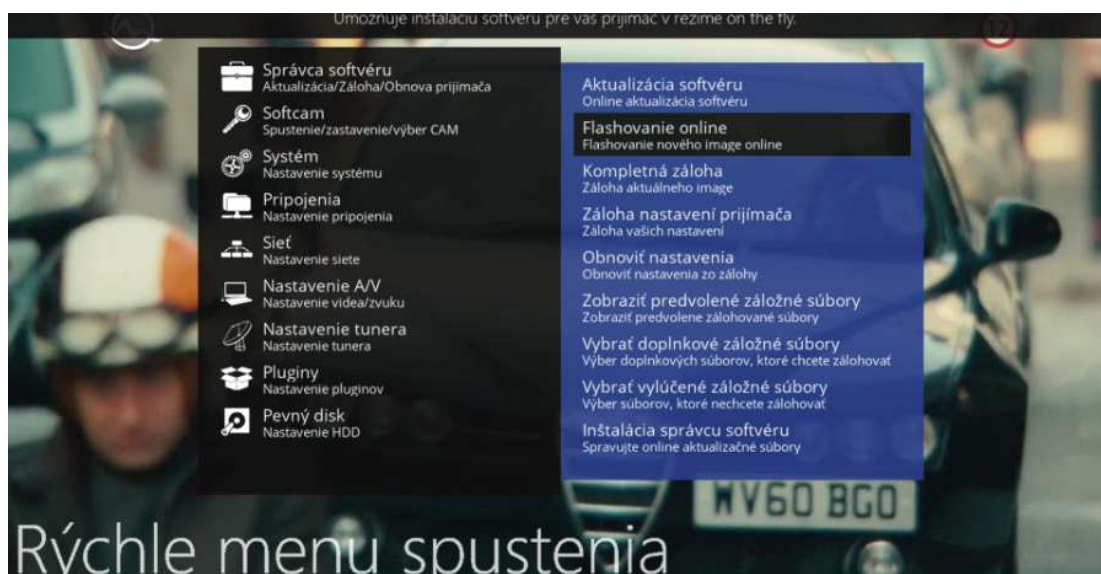 Umožňuje inštaláciu softvéru pre váš prijímač v režime on the fly.
12
Správca softvéru
Aktualizácia/Záloha/Obnova prijímača
Softcam
Spustenie/zastavenie/výber CAM
Systém
Nastavenie systému
Pripojenia
Nastavenie pripojenia
Sieť
Nastavenie siete
Nastavenie A/V
Nastavenie videa/zvuku
Nastavenie tunera
Nastavenie tunera
Pluginy
Nastavenie pluginov
Pevný disk
Nastavenie HDD
Aktualizácia softvéru
Online aktualizácia softvéru
Flashovanie online
Flashovanie nového image online
Kompletná záloha
Záloha aktuálneho image
Záloha nastavení prijímača
Záloha vašich nastavení
Obnoviť nastavenia
Obnoviť nastavenia zo zálohy
Zobraziť predvolené záložné súbory
Zobraziť predvolene zálohované súbory
Vybrať doplnkové záložné súbory
Výber doplnkových súborov, ktoré chcete zálohovať
Vybrať vylúčené záložné súbory
Výber súborov, ktoré nechcete zálohovať
Inštalácia správcu softvéru
Spravujte online aktualizačné súbory
WV60 BGO
Rýchle menu spustenia